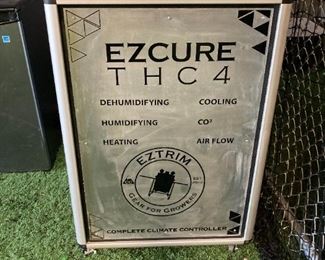 EZCURE
THC4
DEHUMIDIFYING COOLING
HUMIDIFYING CO²
HEATING AIR FLOW
EZTRIM
GEAR FOR GROWERS
COMPLETE CLIMATE CONTROLLER